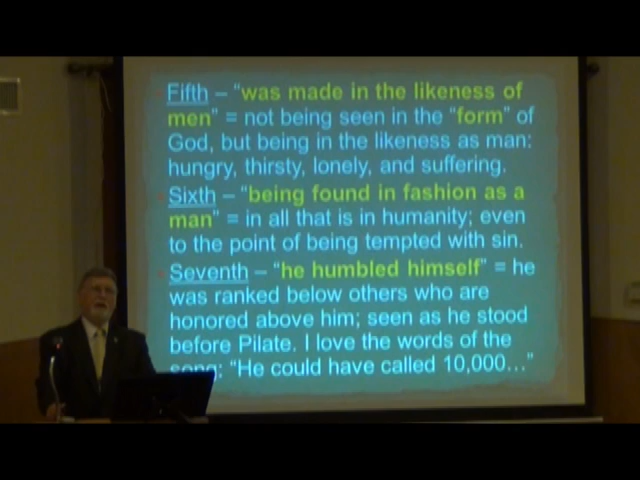 Fifth – “was made in the likeness of
men” = not being seen in the “form” of
God, but being in the likeness as man:
hungry, thirsty, lonely, and suffering.
Sixth – “being found in fashion as a
man” = in all that is in humanity; even
to the point of being tempted with sin.
Seventh – “he humbled himself” = he
was ranked below others who are
honored above him; seen as he stood
before Pilate. I love the words of the
song: “He could have called 10,000…”